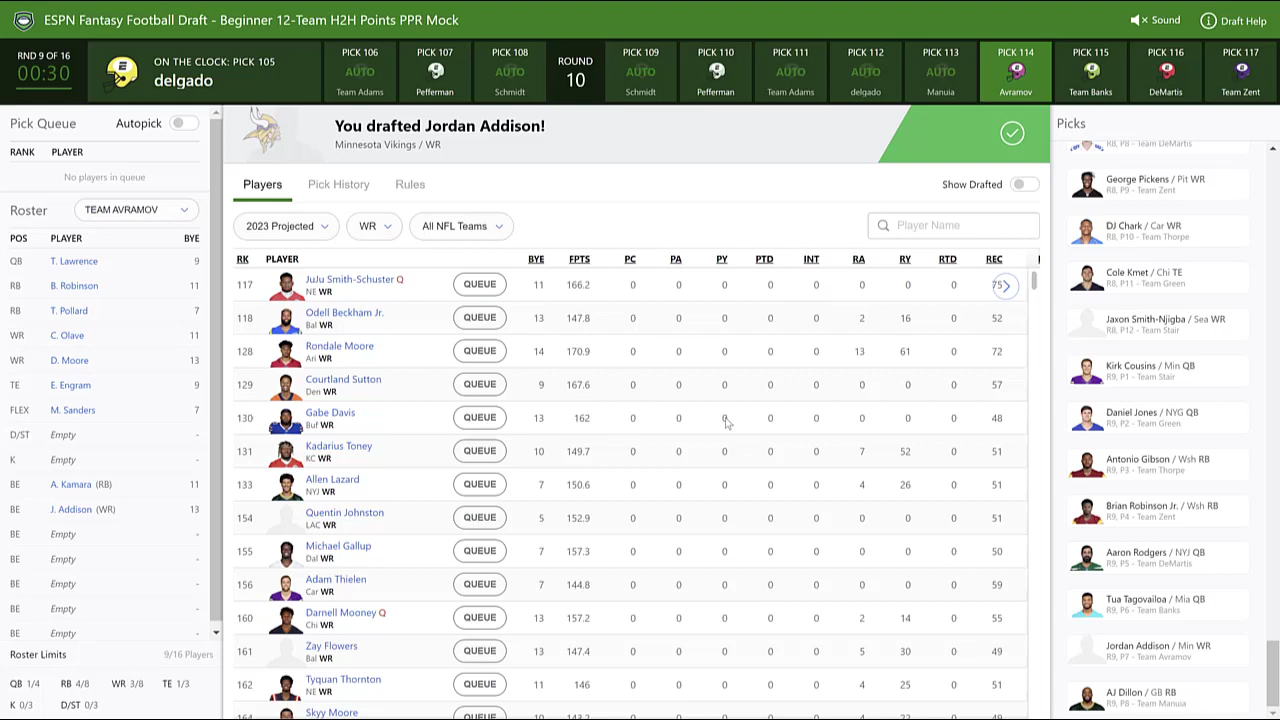 ESPN Fantasy Football Draft - Beginner 12-Team H2H Points PPR Mock
Sound
Draft Help
RND 9 OF 16
00:30
ON THE CLOCK: PICK 105
delgado
PICK 106
AUTO
Team Adams
PICK 107
Pefferman
PICK 108
AUTO
Schmidt
ROUND
10
PICK 109
AUTO
Schmidt
PICK 110
Pefferman
PICK 111
AUTO
Team Adams
PICK 112
AUTO
delgado
PICK 113
AUTO
Manuia
PICK 114
Avramov
PICK 115
Team Banks
PICK 116
DeMartis
PICK 117
Team Zent
Pick Queue
Autopick
RANK PLAYER
No players in queue
Roster
TEAM AVRAMOV
POS PLAYER BYE
QB T. Lawrence 9
RB B. Robinson 11
RB T. Pollard 7
WR C. Olave 11
WR D. Moore 13
TE E. Engram 9
FLEX M. Sanders 7
D/ST Empty -
K Empty -
BE A. Kamara (RB) 11
BE J. Addison (WR) 13
BE Empty -
BE Empty -
BE Empty -
BE Empty -
BE Empty
Roster Limits 9/16 Players
QB 1/4 RB 4/8 WR 3/8 TE 1/3
K 0/3 D/ST 0/3
You drafted Jordan Addison!
Minnesota Vikings / WR
Players Pick History Rules
Show Drafted
2023 Projected WR All NFL Teams
Player Name
RK PLAYER BYE FPTS PC PA PY PTD INT RA RY RTD REC
117 JuJu Smith-Schuster Q QUEUE 11 166.2 0 0 0 0 0 0 0 0 75
NE WR
118 Odell Beckham Jr. QUEUE 13 147.8 0 0 0 0 0 2 16 0 52
Bal WR
128 Rondale Moore QUEUE 14 170.9 0 0 0 0 0 13 61 0 72
Ari WR
129 Courtland Sutton QUEUE 9 167.6 0 0 0 0 0 0 0 0 57
Den WR
130 Gabe Davis QUEUE 13 162 0 0 0 0 0 0 0 0 48
Buf WR
131 Kadarius Toney QUEUE 10 149.7 0 0 0 0 0 7 52 0 51
KC WR
133 Allen Lazard QUEUE 7 150.6 0 0 0 0 0 4 26 0 51
NYJ WR
154 Quentin Johnston QUEUE 5 152.9 0 0 0 0 0 0 0 0 51
LAC WR
155 Michael Gallup QUEUE 7 157.3 0 0 0 0 0 0 0 0 50
Dal WR
156 Adam Thielen QUEUE 7 144.8 0 0 0 0 0 0 0 0 59
Car WR
160 Darnell Mooney Q QUEUE 13 157.2 0 0 0 0 0 2 14 0 55
Chi WR
161 Zay Flowers QUEUE 13 147.4 0 0 0 0 0 5 30 0 49
Bal WR
162 Tyquan Thornton QUEUE 11 146 0 0 0 0 0 4 25 0 51
NE WR
164 Skyy Moore QUEUE 10 143.2 0 0 0 0 0 4 22 0
Picks
R8, P8 - Team DeMartis
George Pickens / Pit WR
R8, P9 - Team Zent
DJ Chark / Car WR
R8, P10 - Team Thorpe
Cole Kmet / Chi TE
R8, P11 - Team Green
Jaxon Smith-Njigba / Sea WR
R8, P12 - Team Stair
Kirk Cousins / Min QB
R9, P1 - Team Stair
Daniel Jones / NYG QB
R9, P2 - Team Green
Antonio Gibson / Wsh RB
R9, P3 - Team Thorpe
Brian Robinson Jr. / Wsh RB
R9, P4 - Team Zent
Aaron Rodgers / NYJ QB
R9, P5 - Team DeMartis
Tua Tagovailoa / Mia QB
R9, P6 - Team Banks
Jordan Addison / Min WR
R9, P7 - Team Avramov
AJ Dillon / GB RB
R9, P8 - Team Manuia